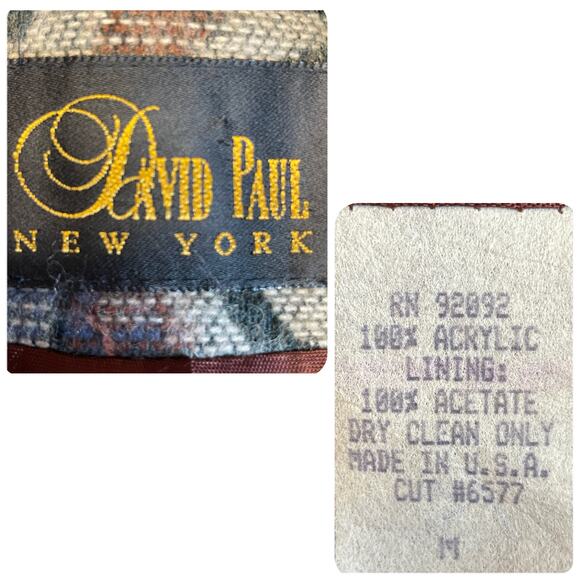 DAVID PAUL
NEW YORK
RN 92092
100% ACRYLIC
LINING:
100% ACETATE
DRY CLEAN ONLY
MADE IN U.S.A.
CUT #6577
M